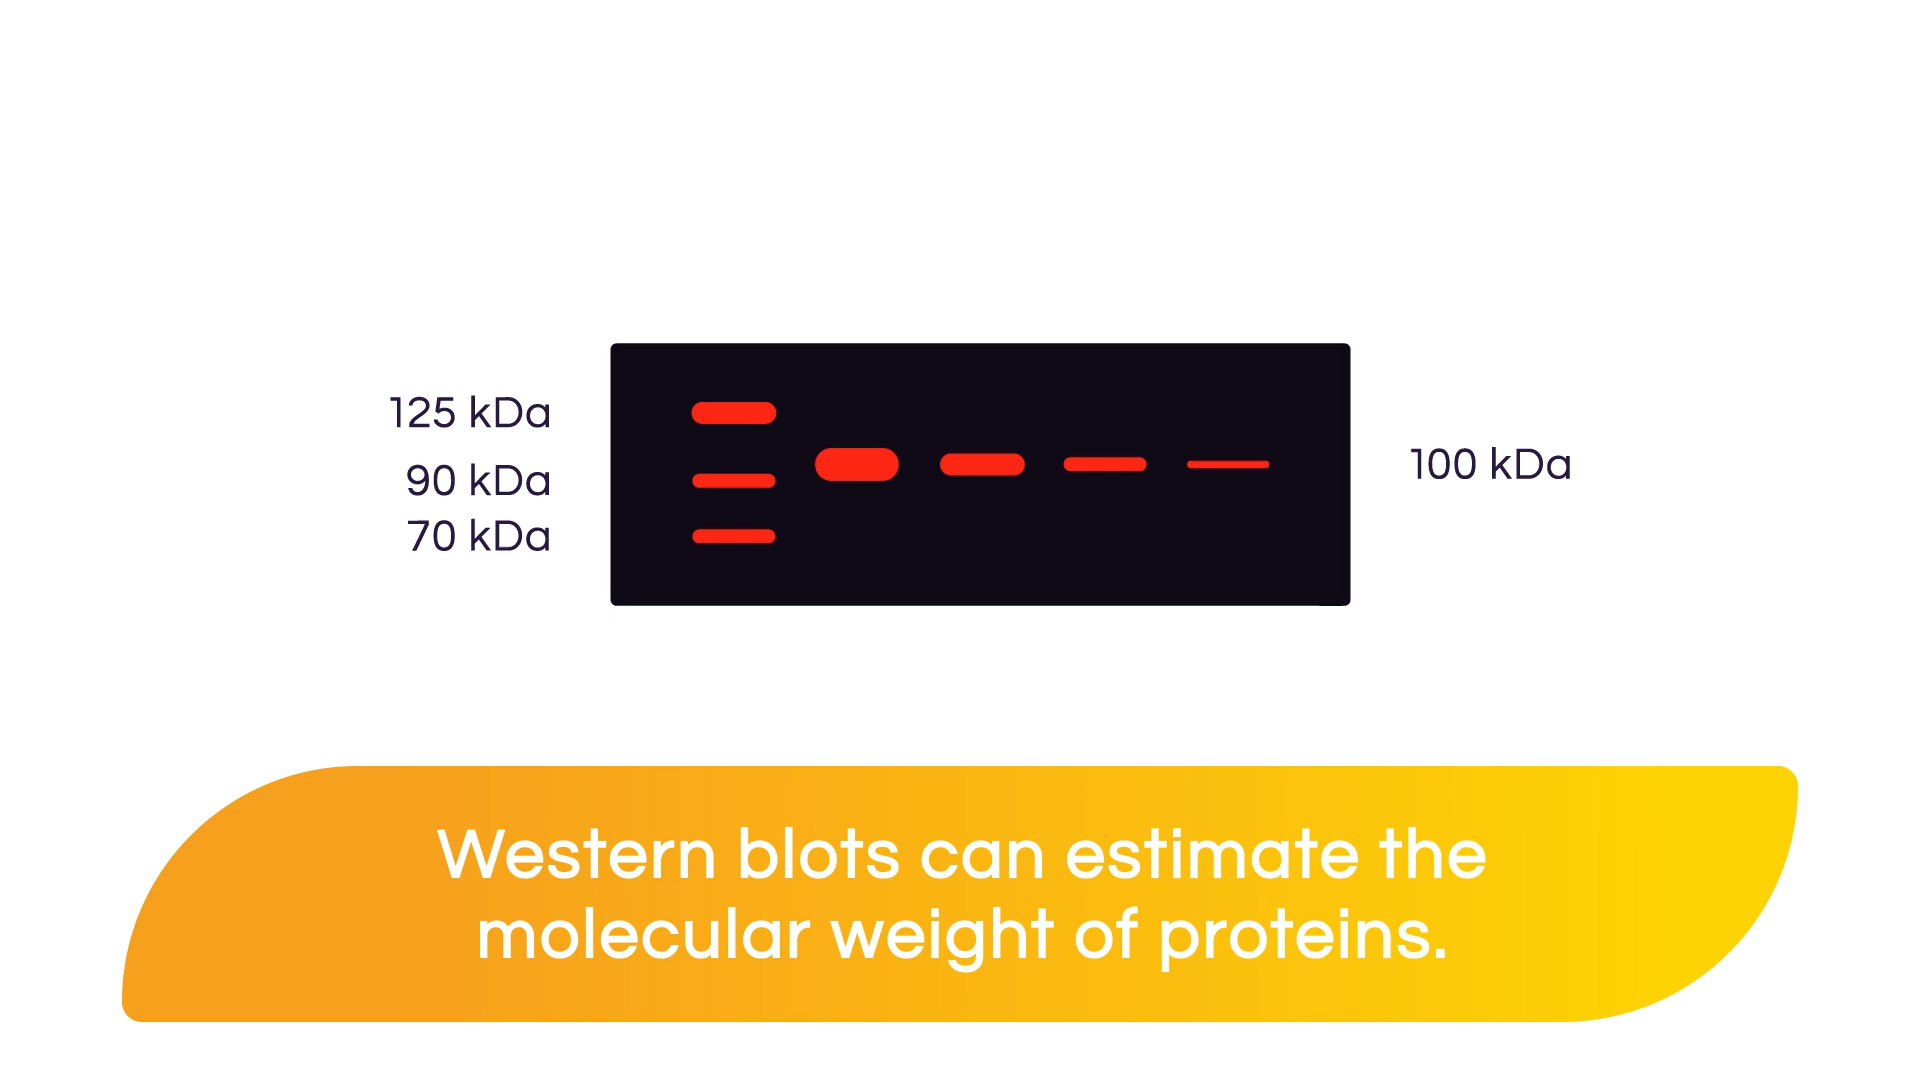 125 kDa
90 kDa
70 kDa
100 kDa
Western blots can estimate the
molecular weight of proteins.